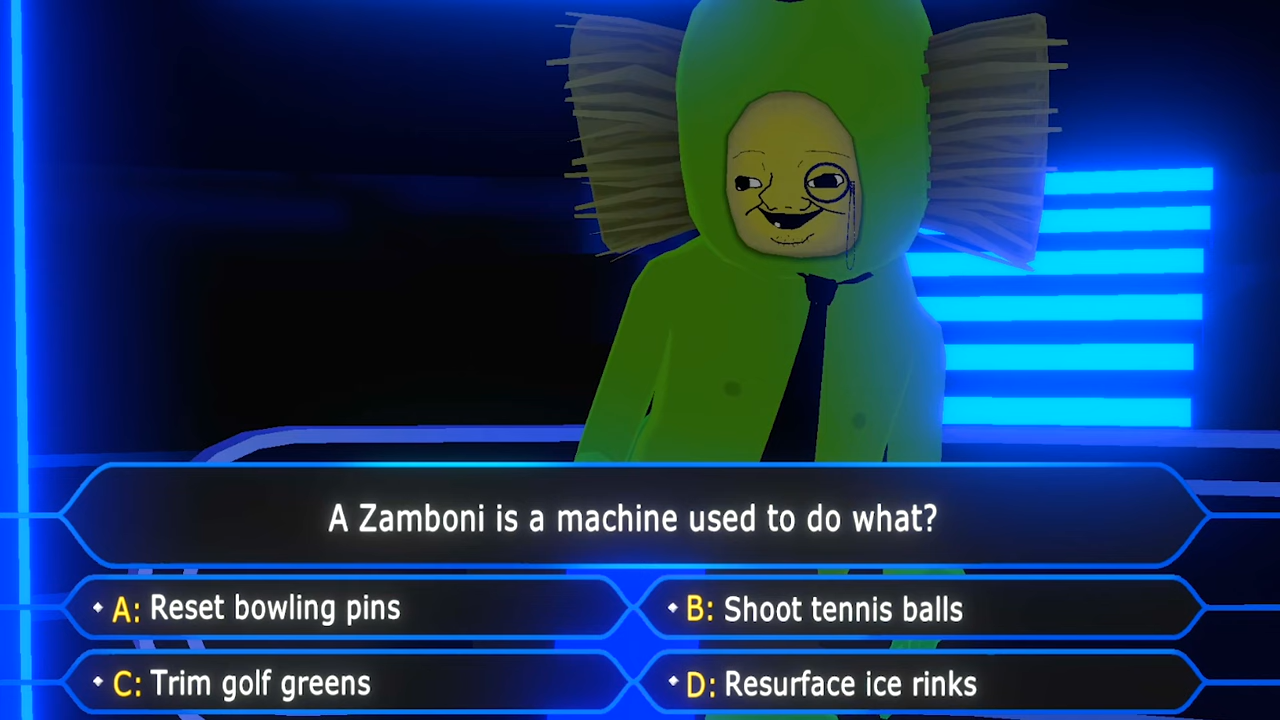 A Zamboni is a machine used to do what?
A: Reset bowling pins
B: Shoot tennis balls
C: Trim golf greens
D: Resurface ice rinks